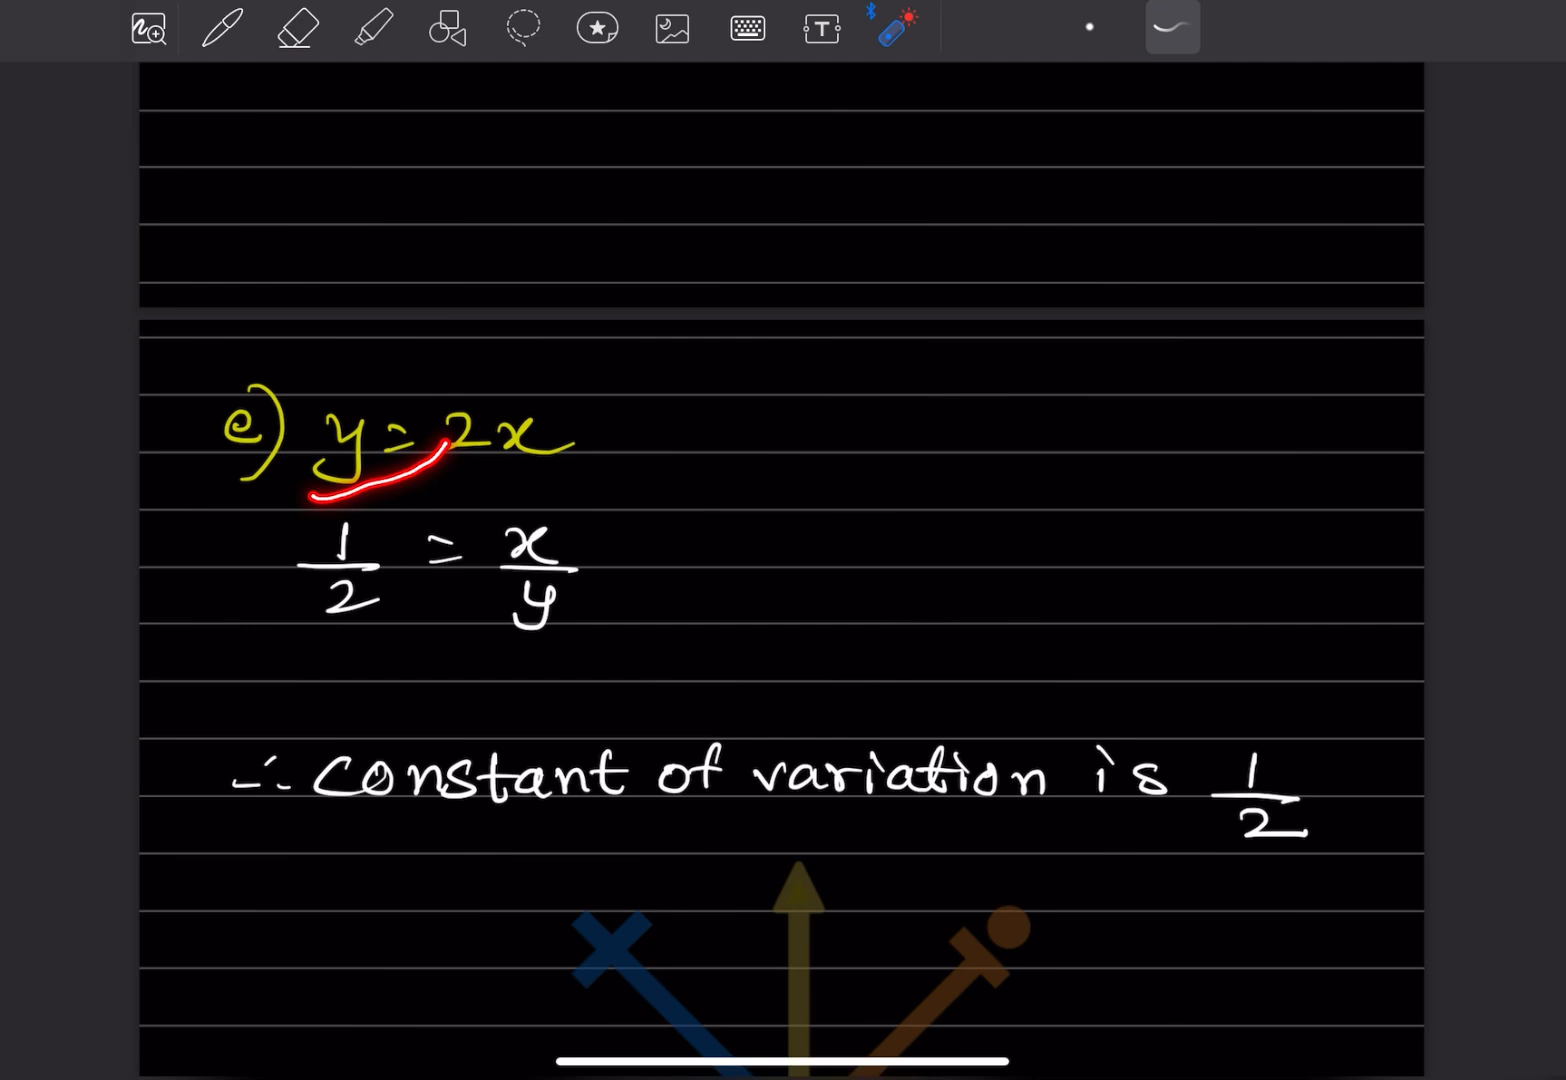 e) y = 2x
1/2 = x/y
∴ constant of variation is 1/2